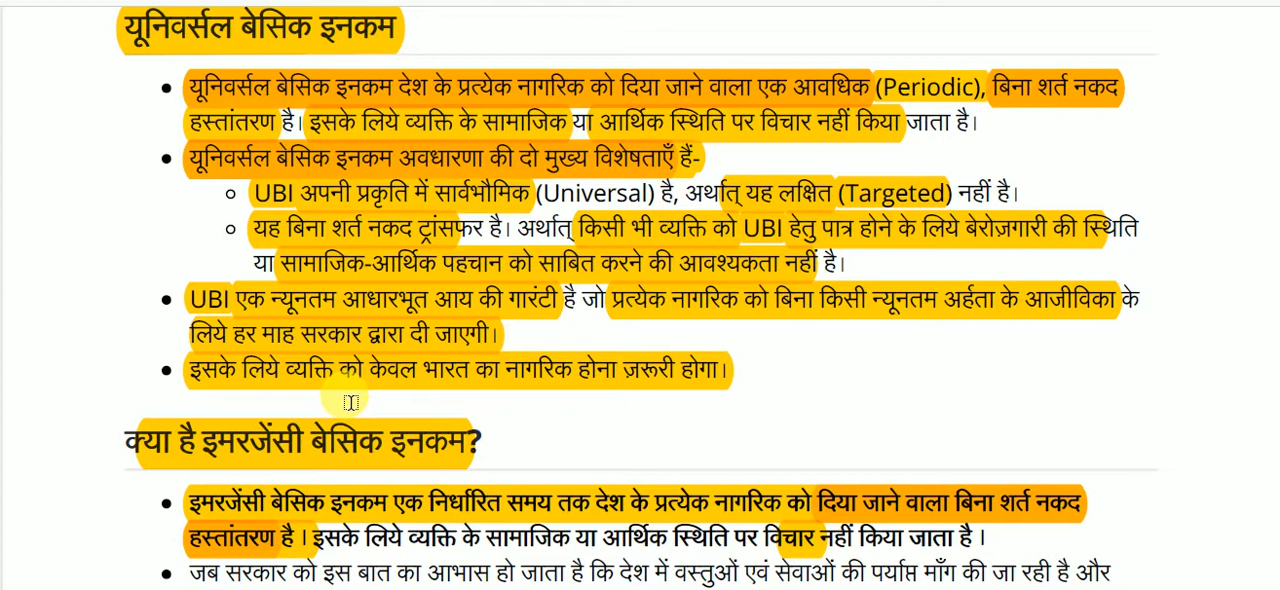 यूनिवर्सल बेसिक इनकम
• यूनिवर्सल बेसिक इनकम देश के प्रत्येक नागरिक को दिया जाने वाला एक आवधिक (Periodic), बिना शर्त नकद
हस्तांतरण है। इसके लिये व्यक्ति के सामाजिक या आर्थिक स्थिति पर विचार नहीं किया जाता है।
• यूनिवर्सल बेसिक इनकम अवधारणा की दो मुख्य विशेषताएँ हैं-
○ UBI अपनी प्रकृति में सार्वभौमिक (Universal) है, अर्थात् यह लक्षित (Targeted) नहीं है।
○ यह बिना शर्त नकद ट्रांसफर है। अर्थात् किसी भी व्यक्ति को UBI हेतु पात्र होने के लिये बेरोज़गारी की स्थिति
या सामाजिक-आर्थिक पहचान को साबित करने की आवश्यकता नहीं है।
• UBI एक न्यूनतम आधारभूत आय की गारंटी है जो प्रत्येक नागरिक को बिना किसी न्यूनतम अर्हता के आजीविका के
लिये हर माह सरकार द्वारा दी जाएगी।
• इसके लिये व्यक्ति को केवल भारत का नागरिक होना ज़रूरी होगा।
क्या है इमरजेंसी बेसिक इनकम?
• इमरजेंसी बेसिक इनकम एक निर्धारित समय तक देश के प्रत्येक नागरिक को दिया जाने वाला बिना शर्त नकद
हस्तांतरण है । इसके लिये व्यक्ति के सामाजिक या आर्थिक स्थिति पर विचार नहीं किया जाता है ।
• जब सरकार को इस बात का आभास हो जाता है कि देश में वस्तुओं एवं सेवाओं की पर्याप्त माँग की जा रही है और